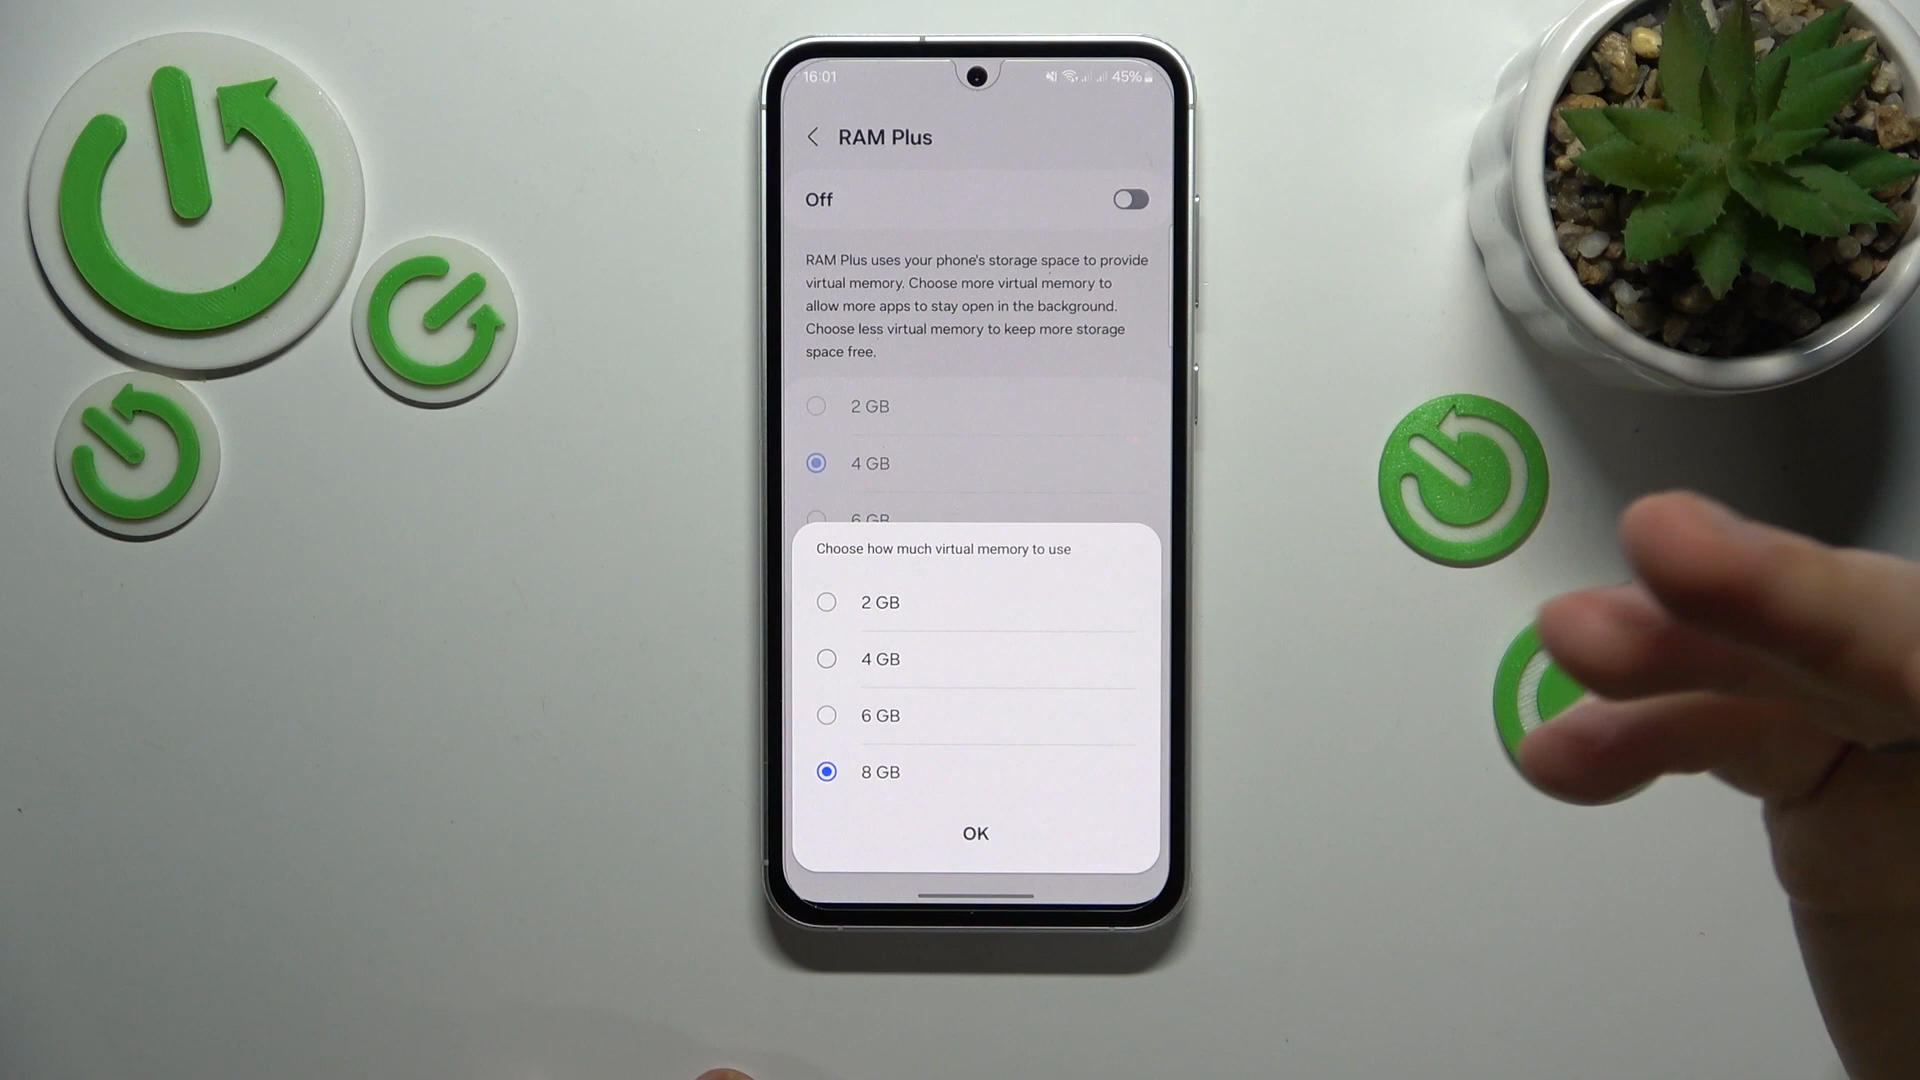 16:01
45%
RAM Plus
Off
RAM Plus uses your phone's storage space to provide
virtual memory. Choose more virtual memory to
allow more apps to stay open in the background.
Choose less virtual memory to keep more storage
space free.
2 GB
4 GB
6 GB
Choose how much virtual memory to use
2 GB
4 GB
6 GB
8 GB
OK